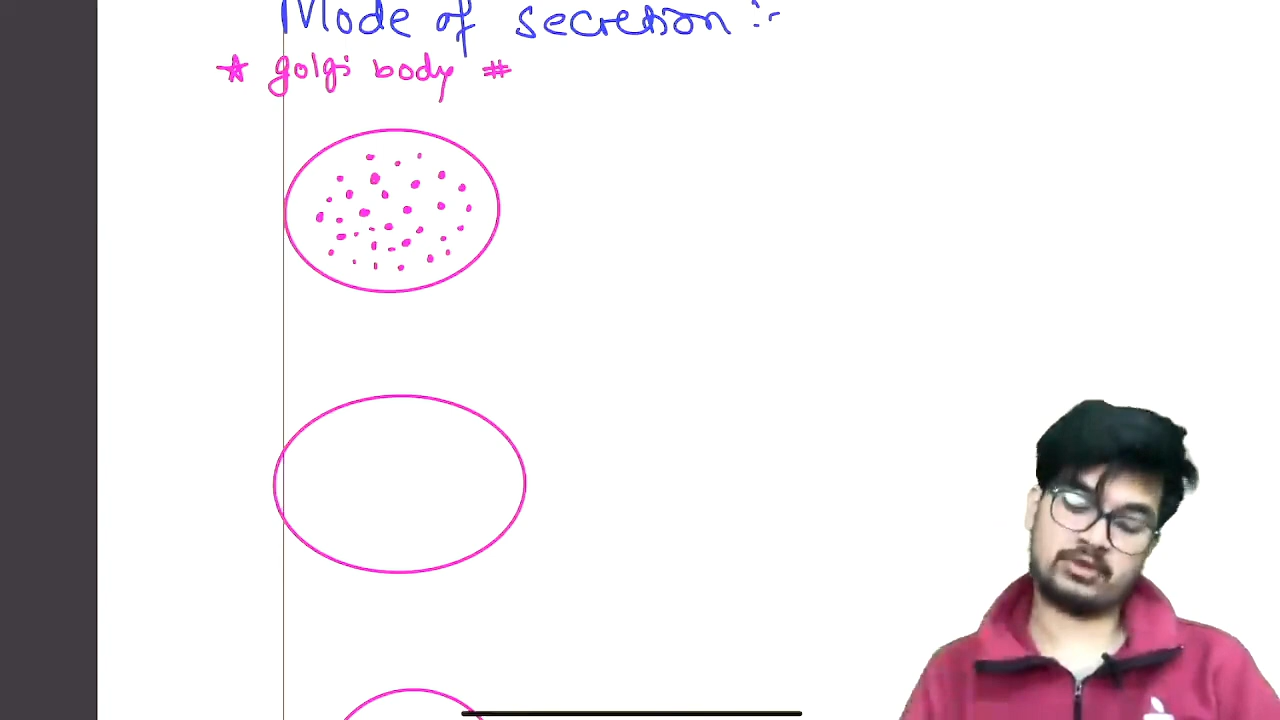 Mode of secretion :-
* golgi body #